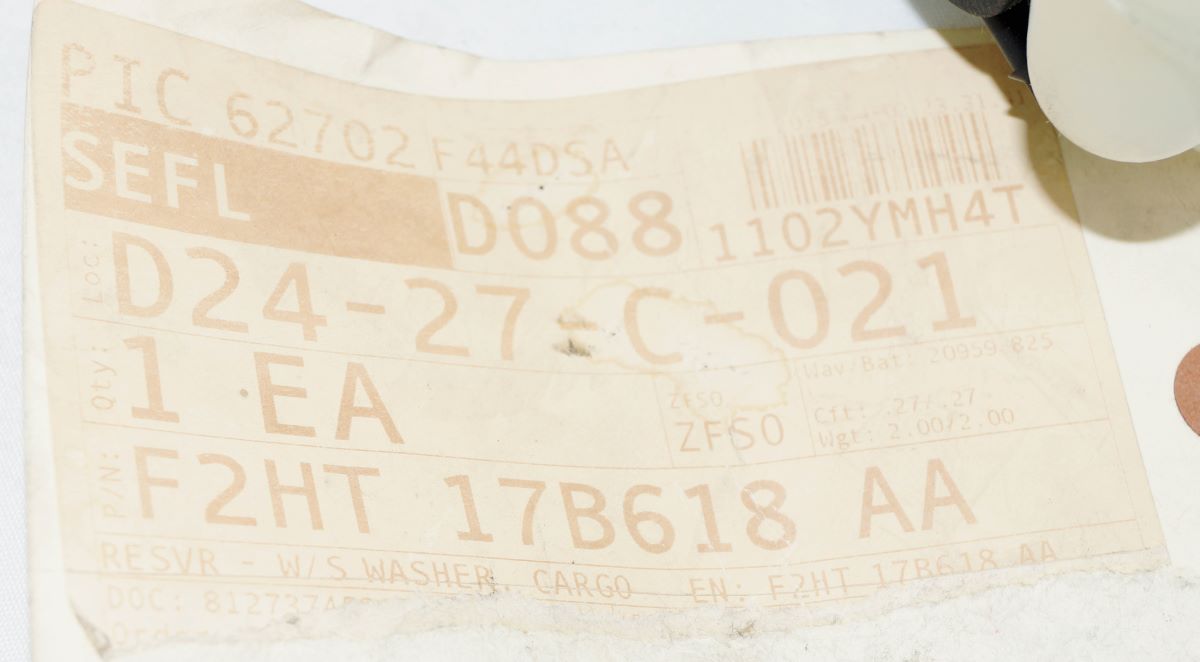 PIC 62702 F44DSA
SEFL D088 1102YMH4T
Loc: D24-27-C-021
Qty: 1 EA
ZFSO
ZFSO
Wav/Bat: 20959.825
Cft: .27/.27
Wgt: 2.00/2.00
P/N: F2HT 17B618 AA
RESVR - W/S WASHER, CARGO EN: F2HT 17B618 AA
DOC:
Order